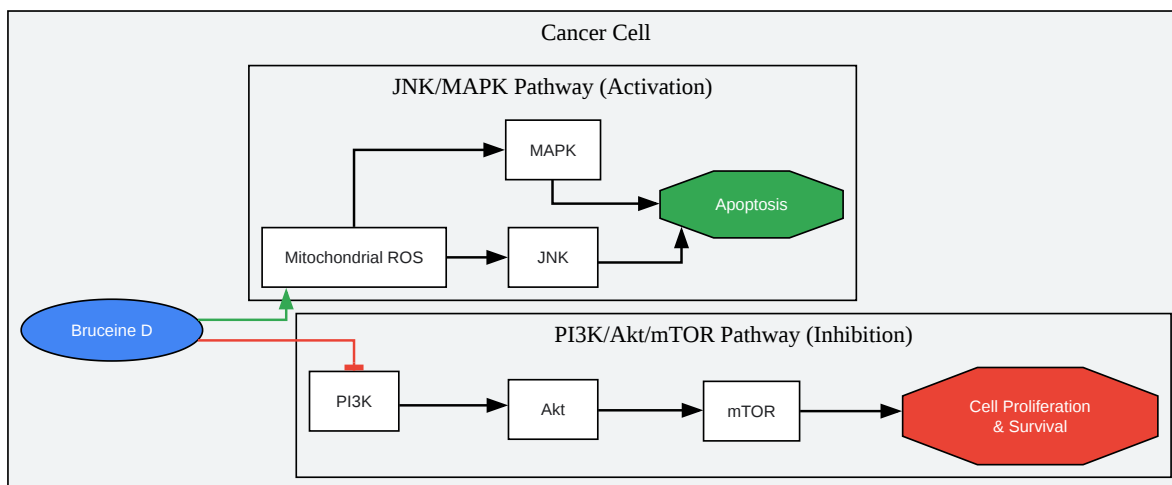 Cancer Cell
JNK/MAPK Pathway (Activation)
MAPK
Apoptosis
Mitochondrial ROS
JNK
Bruceine D
PI3K/Akt/mTOR Pathway (Inhibition)
PI3K
Akt
mTOR
Cell Proliferation
& Survival